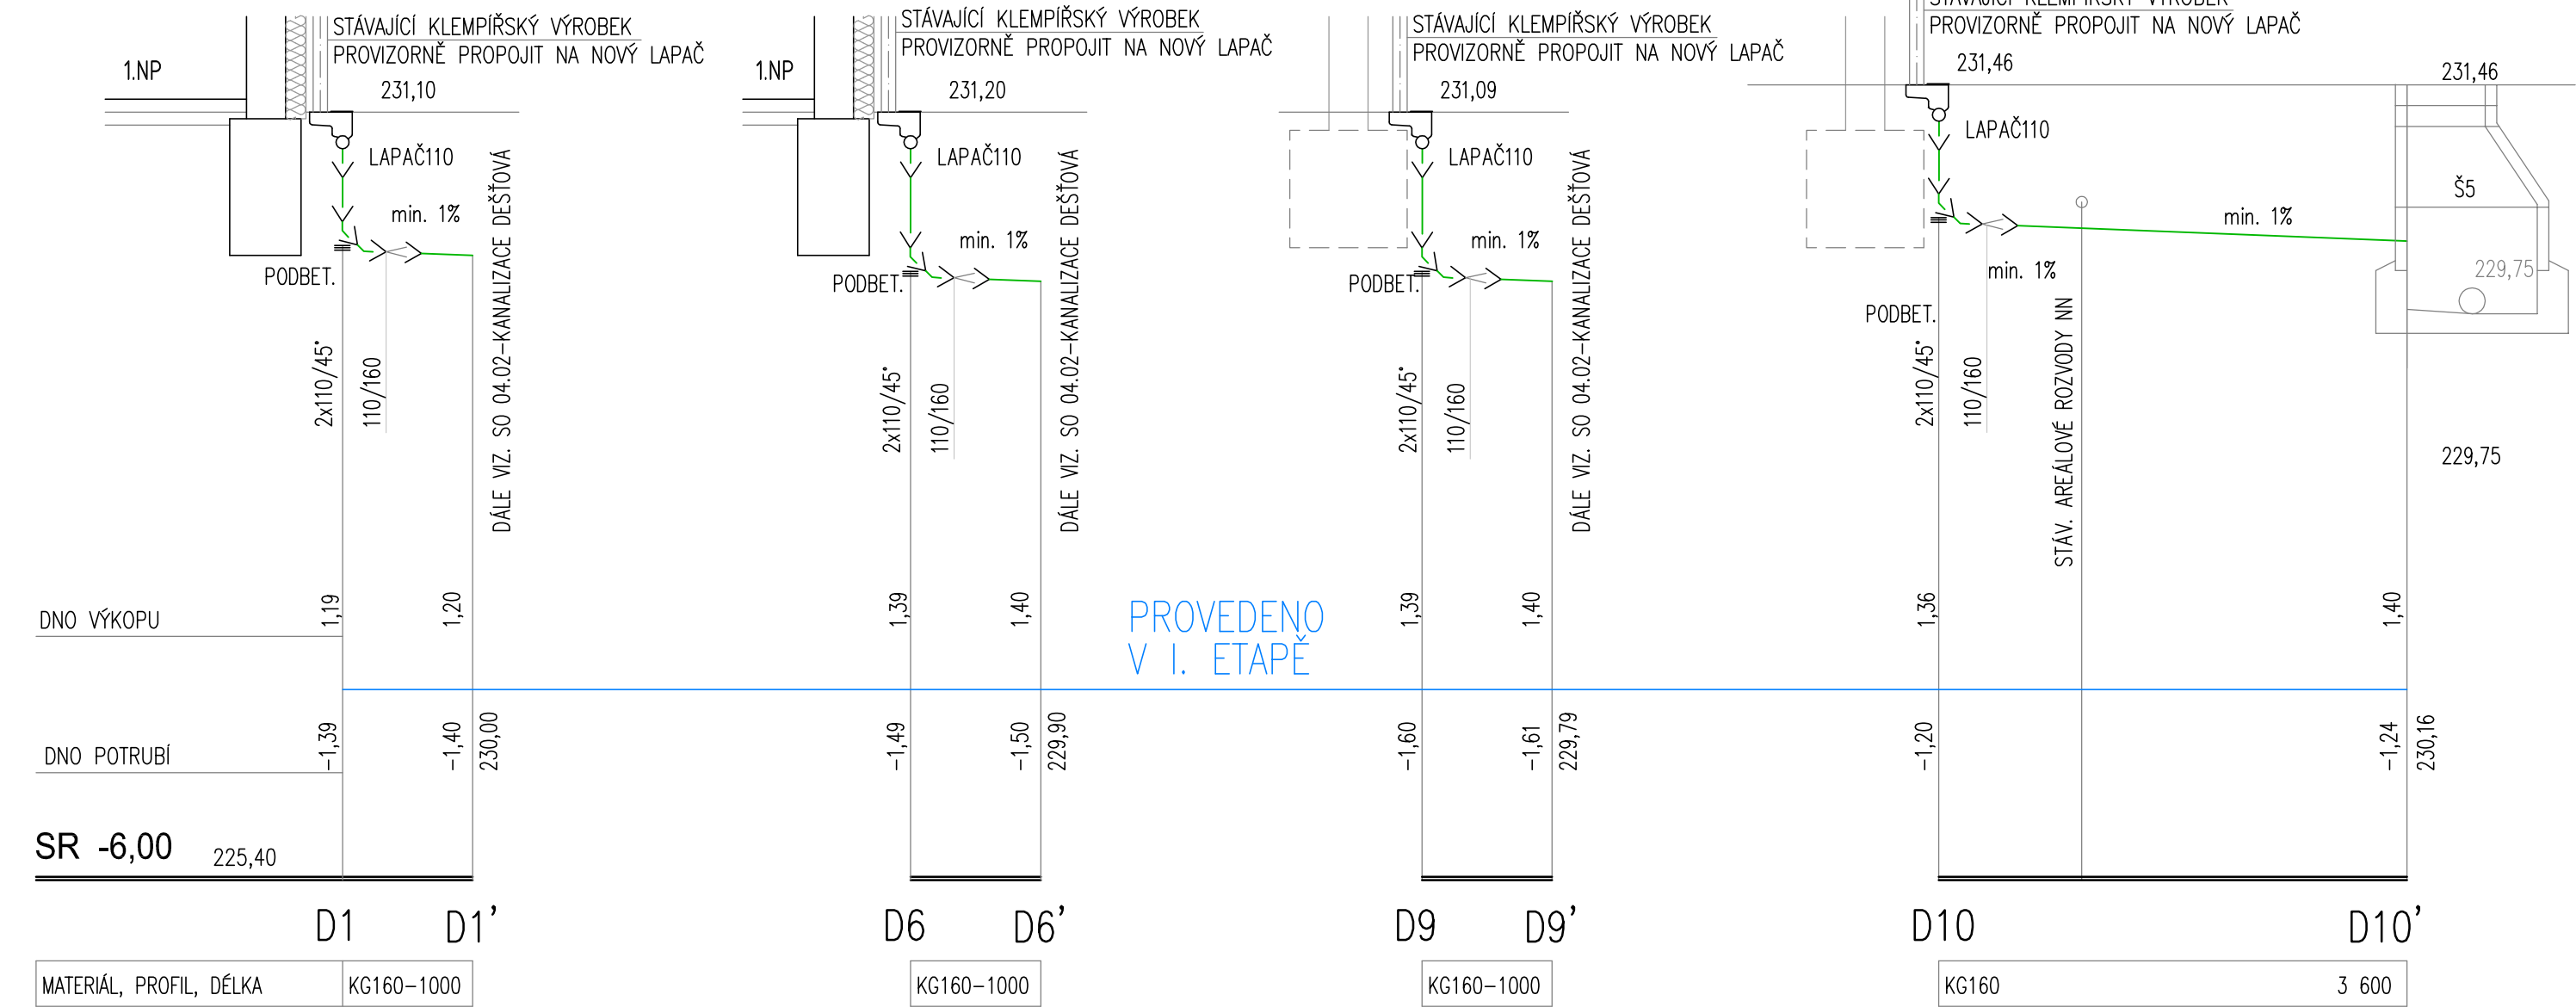 STÁVAJÍCÍ KLEMPÍŘSKÝ VÝROBEK
PROVIZORNĚ PROPOJIT NA NOVÝ LAPAČ
1.NP
231,10
LAPAČ110
min. 1%
PODBET.
2x110/45°
110/160
DÁLE VIZ. SO 04.02-KANALIZACE DEŠŤOVÁ
STÁVAJÍCÍ KLEMPÍŘSKÝ VÝROBEK
PROVIZORNĚ PROPOJIT NA NOVÝ LAPAČ
1.NP
231,20
LAPAČ110
min. 1%
PODBET.
2x110/45°
110/160
DÁLE VIZ. SO 04.02-KANALIZACE DEŠŤOVÁ
STÁVAJÍCÍ KLEMPÍŘSKÝ VÝROBEK
PROVIZORNĚ PROPOJIT NA NOVÝ LAPAČ
231,09
LAPAČ110
min. 1%
PODBET.
2x110/45°
110/160
DÁLE VIZ. SO 04.02-KANALIZACE DEŠŤOVÁ
STÁVAJÍCÍ KLEMPÍŘSKÝ VÝROBEK
PROVIZORNĚ PROPOJIT NA NOVÝ LAPAČ
231,46
231,46
LAPAČ110
Š5
min. 1%
min. 1%
229,75
PODBET.
2x110/45°
110/160
STÁV. AREÁLOVÉ ROZVODY NN
229,75
DNO VÝKOPU
1,19
1,20
1,39
1,40
1,39
1,40
1,36
1,40
PROVEDENO
V I. ETAPĚ
DNO POTRUBÍ
-1,39
-1,40
230,00
-1,49
-1,50
229,90
-1,60
-1,61
229,79
-1,20
-1,24
230,16
SR -6,00
225,40
D1
D1'
D6
D6'
D9
D9'
D10
D10'
MATERIÁL, PROFIL, DÉLKA
KG160-1000
KG160-1000
KG160-1000
KG160
3 600